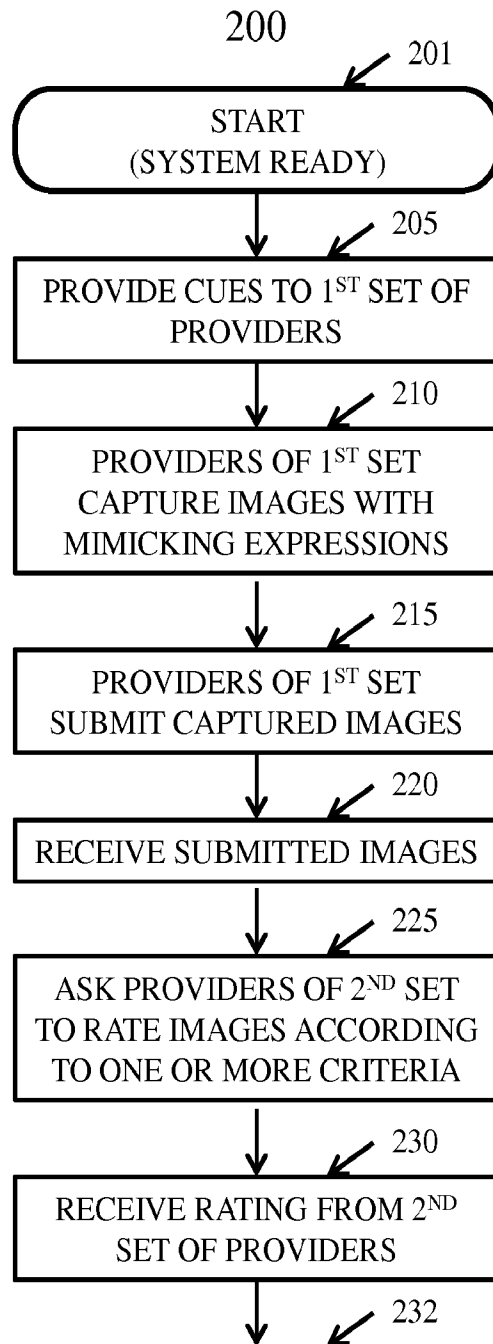 200
201
START
(SYSTEM READY)
205
PROVIDE CUES TO 1ST SET OF
PROVIDERS
210
PROVIDERS OF 1ST SET
CAPTURE IMAGES WITH
MIMICKING EXPRESSIONS
215
PROVIDERS OF 1ST SET
SUBMIT CAPTURED IMAGES
220
RECEIVE SUBMITTED IMAGES
225
ASK PROVIDERS OF 2ND SET
TO RATE IMAGES ACCORDING
TO ONE OR MORE CRITERIA
230
RECEIVE RATING FROM 2ND
SET OF PROVIDERS
232